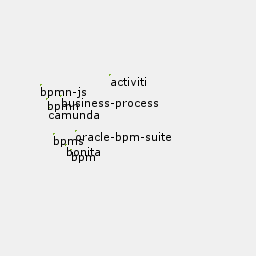 activiti
bpmn-js
business-process
bpmn
camunda
oracle-bpm-suite
bpms
bonita
bpm